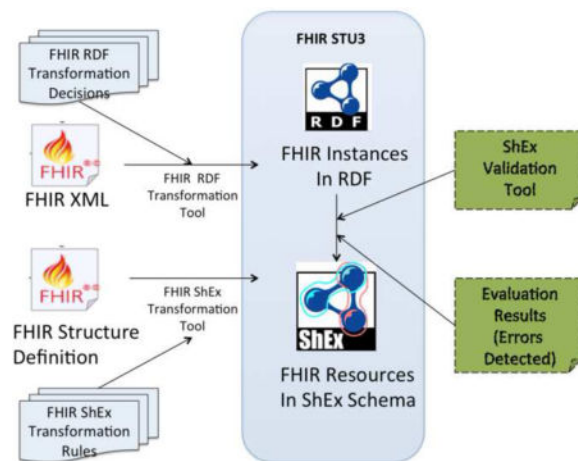 FHIR RDF
Transformation
Decisions
FHIR STU3
RDF
FHIR Instances
In RDF
FHIR
FHIR XML
FHIR RDF
Transformation
Tool
ShEx
Validation
Tool
FHIR
FHIR Structure
Definition
FHIR ShEx
Transformation
Tool
ShEx
FHIR Resources
In ShEx Schema
Evaluation
Results
(Errors
Detected)
FHIR ShEx
Transformation
Rules